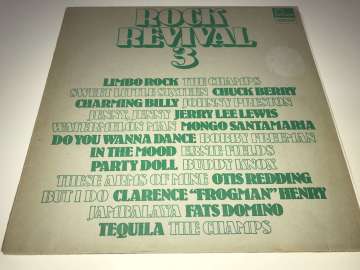 ROCK
REVIVAL
3
LIMBO ROCK THE CHAMPS
SWEET LITTLE SIXTEEN CHUCK BERRY
CHARMING BILLY JOHNNY PRESTON
JENNY, JENNY JERRY LEE LEWIS
WATERMELON MAN MONGO SANTAMARIA
DO YOU WANNA DANCE BOBBY FREEMAN
IN THE MOOD ERNIE FIELDS
PARTY DOLL BUDDY KNOX
THESE ARMS OF MINE OTIS REDDING
BUT I DO CLARENCE "FROGMAN" HENRY
JAMBALAYA FATS DOMINO
TEQUILA THE CHAMPS